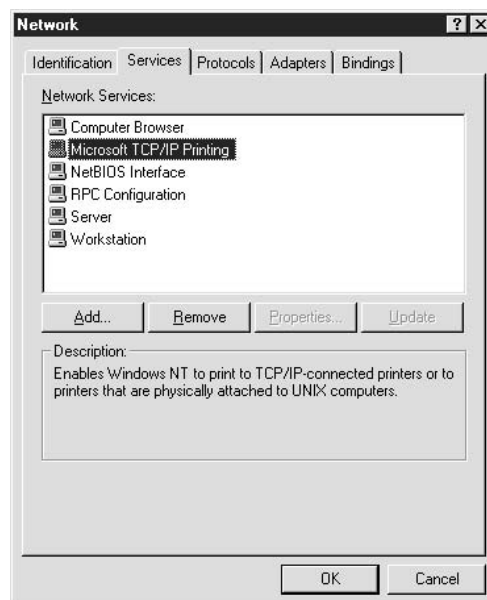 Network
Identification Services Protocols Adapters Bindings
Network Services:
Computer Browser
Microsoft TCP/IP Printing
NetBIOS Interface
RPC Configuration
Server
Workstation
Add... Remove Properties... Update
Description:
Enables Windows NT to print to TCP/IP-connected printers or to
printers that are physically attached to UNIX computers.
OK Cancel